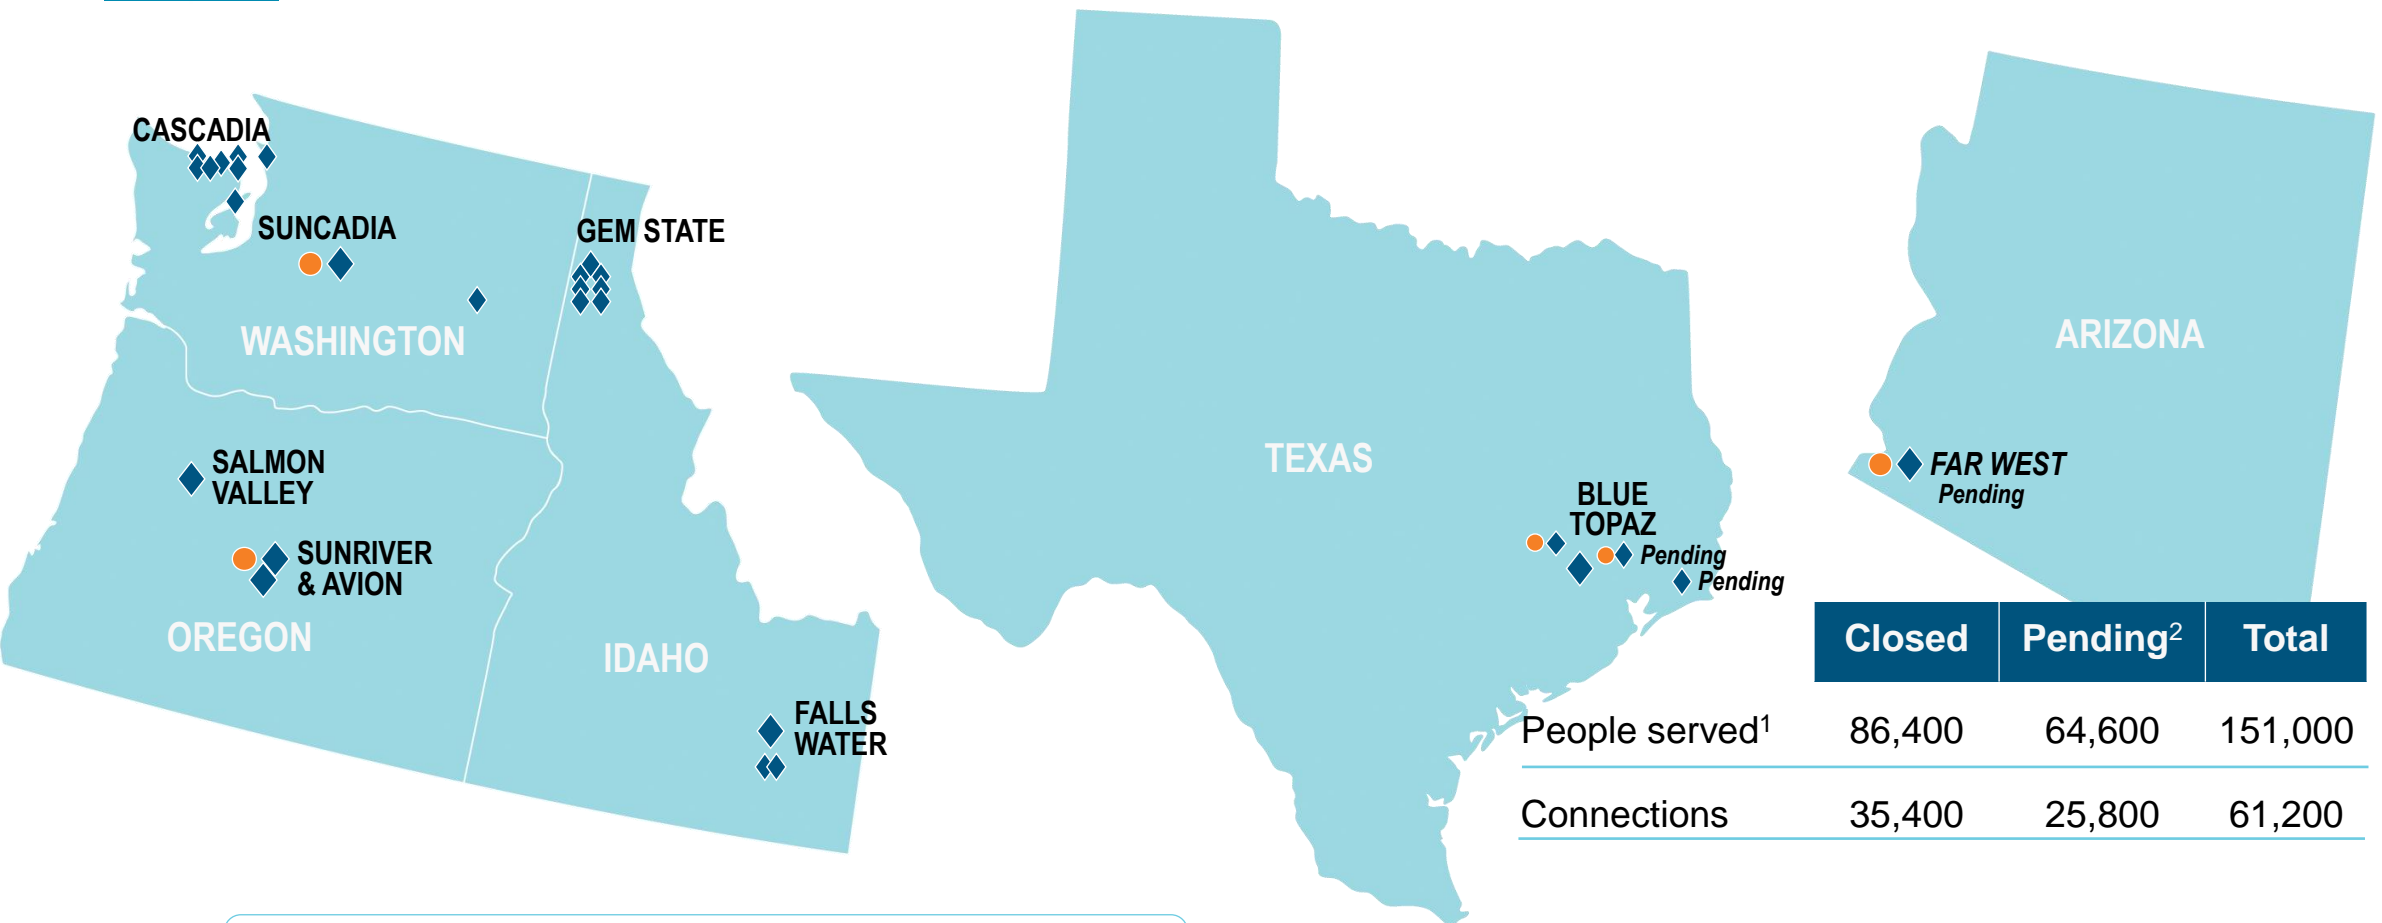 CASCADIA
SUNCADIA
GEM STATE
WASHINGTON
SALMON
VALLEY
SUNRIVER
& AVION
OREGON
IDAHO
FALLS
WATER
TEXAS
BLUE
TOPAZ
Pending
Pending
ARIZONA
FAR WEST
Pending
Closed Pending² Total
People served¹ 86,400 64,600 151,000
Connections 35,400 25,800 61,200